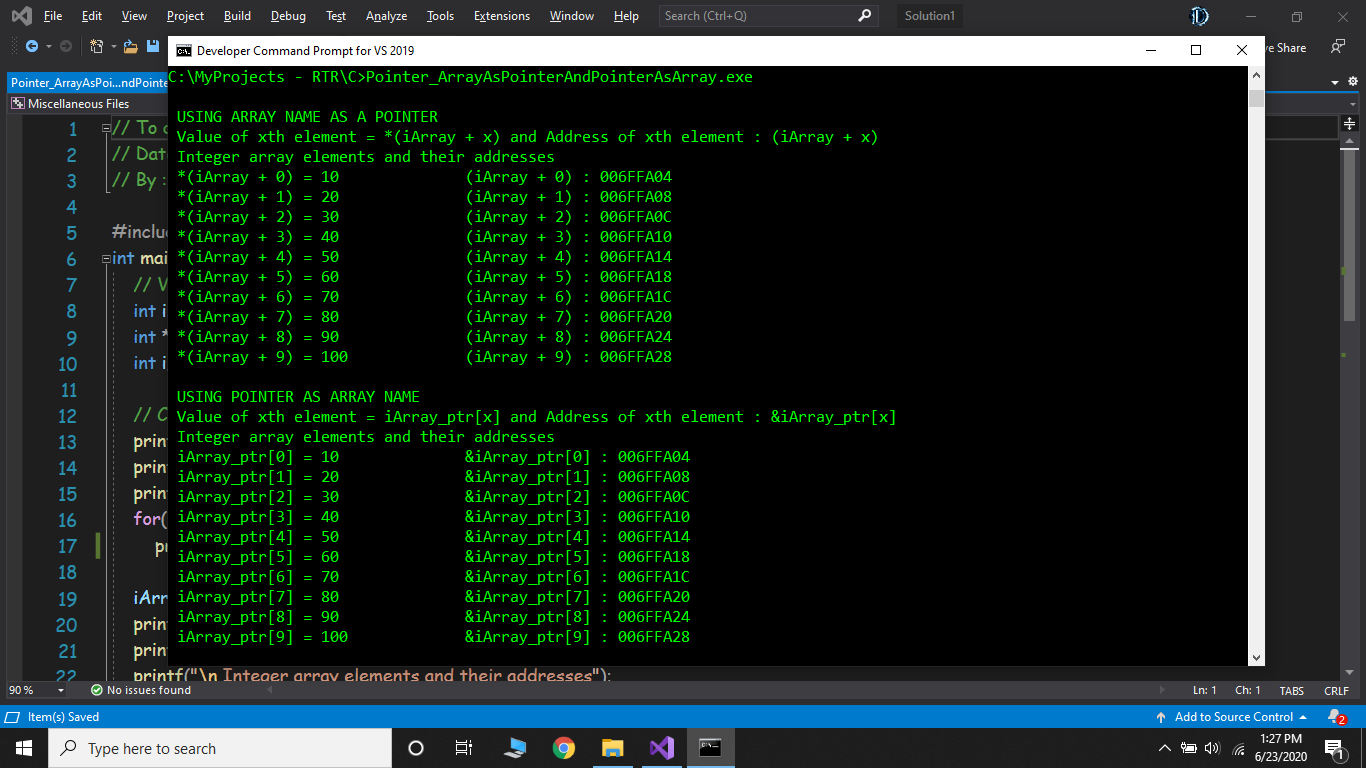 File Edit View Project Build Debug Test Analyze Tools Extensions Window Help Search (Ctrl+Q) Solution1
Developer Command Prompt for VS 2019
ve Share
Pointer_ArrayAsPoi...ndPointe
Miscellaneous Files
C:\MyProjects - RTR\C>Pointer_ArrayAsPointerAndPointerAsArray.exe
USING ARRAY NAME AS A POINTER
Value of xth element = *(iArray + x) and Address of xth element : (iArray + x)
Integer array elements and their addresses
*(iArray + 0) = 10 (iArray + 0) : 006FFA04
*(iArray + 1) = 20 (iArray + 1) : 006FFA08
*(iArray + 2) = 30 (iArray + 2) : 006FFA0C
*(iArray + 3) = 40 (iArray + 3) : 006FFA10
*(iArray + 4) = 50 (iArray + 4) : 006FFA14
*(iArray + 5) = 60 (iArray + 5) : 006FFA18
*(iArray + 6) = 70 (iArray + 6) : 006FFA1C
*(iArray + 7) = 80 (iArray + 7) : 006FFA20
*(iArray + 8) = 90 (iArray + 8) : 006FFA24
*(iArray + 9) = 100 (iArray + 9) : 006FFA28
USING POINTER AS ARRAY NAME
Value of xth element = iArray_ptr[x] and Address of xth element : &iArray_ptr[x]
Integer array elements and their addresses
iArray_ptr[0] = 10 &iArray_ptr[0] : 006FFA04
iArray_ptr[1] = 20 &iArray_ptr[1] : 006FFA08
iArray_ptr[2] = 30 &iArray_ptr[2] : 006FFA0C
iArray_ptr[3] = 40 &iArray_ptr[3] : 006FFA10
iArray_ptr[4] = 50 &iArray_ptr[4] : 006FFA14
iArray_ptr[5] = 60 &iArray_ptr[5] : 006FFA18
iArray_ptr[6] = 70 &iArray_ptr[6] : 006FFA1C
iArray_ptr[7] = 80 &iArray_ptr[7] : 006FFA20
iArray_ptr[8] = 90 &iArray_ptr[8] : 006FFA24
iArray_ptr[9] = 100 &iArray_ptr[9] : 006FFA28
1 // To
2 // Dat
3 // By :
4
5 #inclu
6 int mai
7 // V
8 int i
9 int *
10 int i
11
12 // C
13 prin
14 prin
15 prin
16 for(
17 p
18
19 iArr
20 prin
21 prin
22 printf("\n Integer array elements and their addresses");
90 % No issues found Ln: 1 Ch: 1 TABS CRLF
Item(s) Saved Add to Source Control 2
Type here to search
1:27 PM
6/23/2020
1